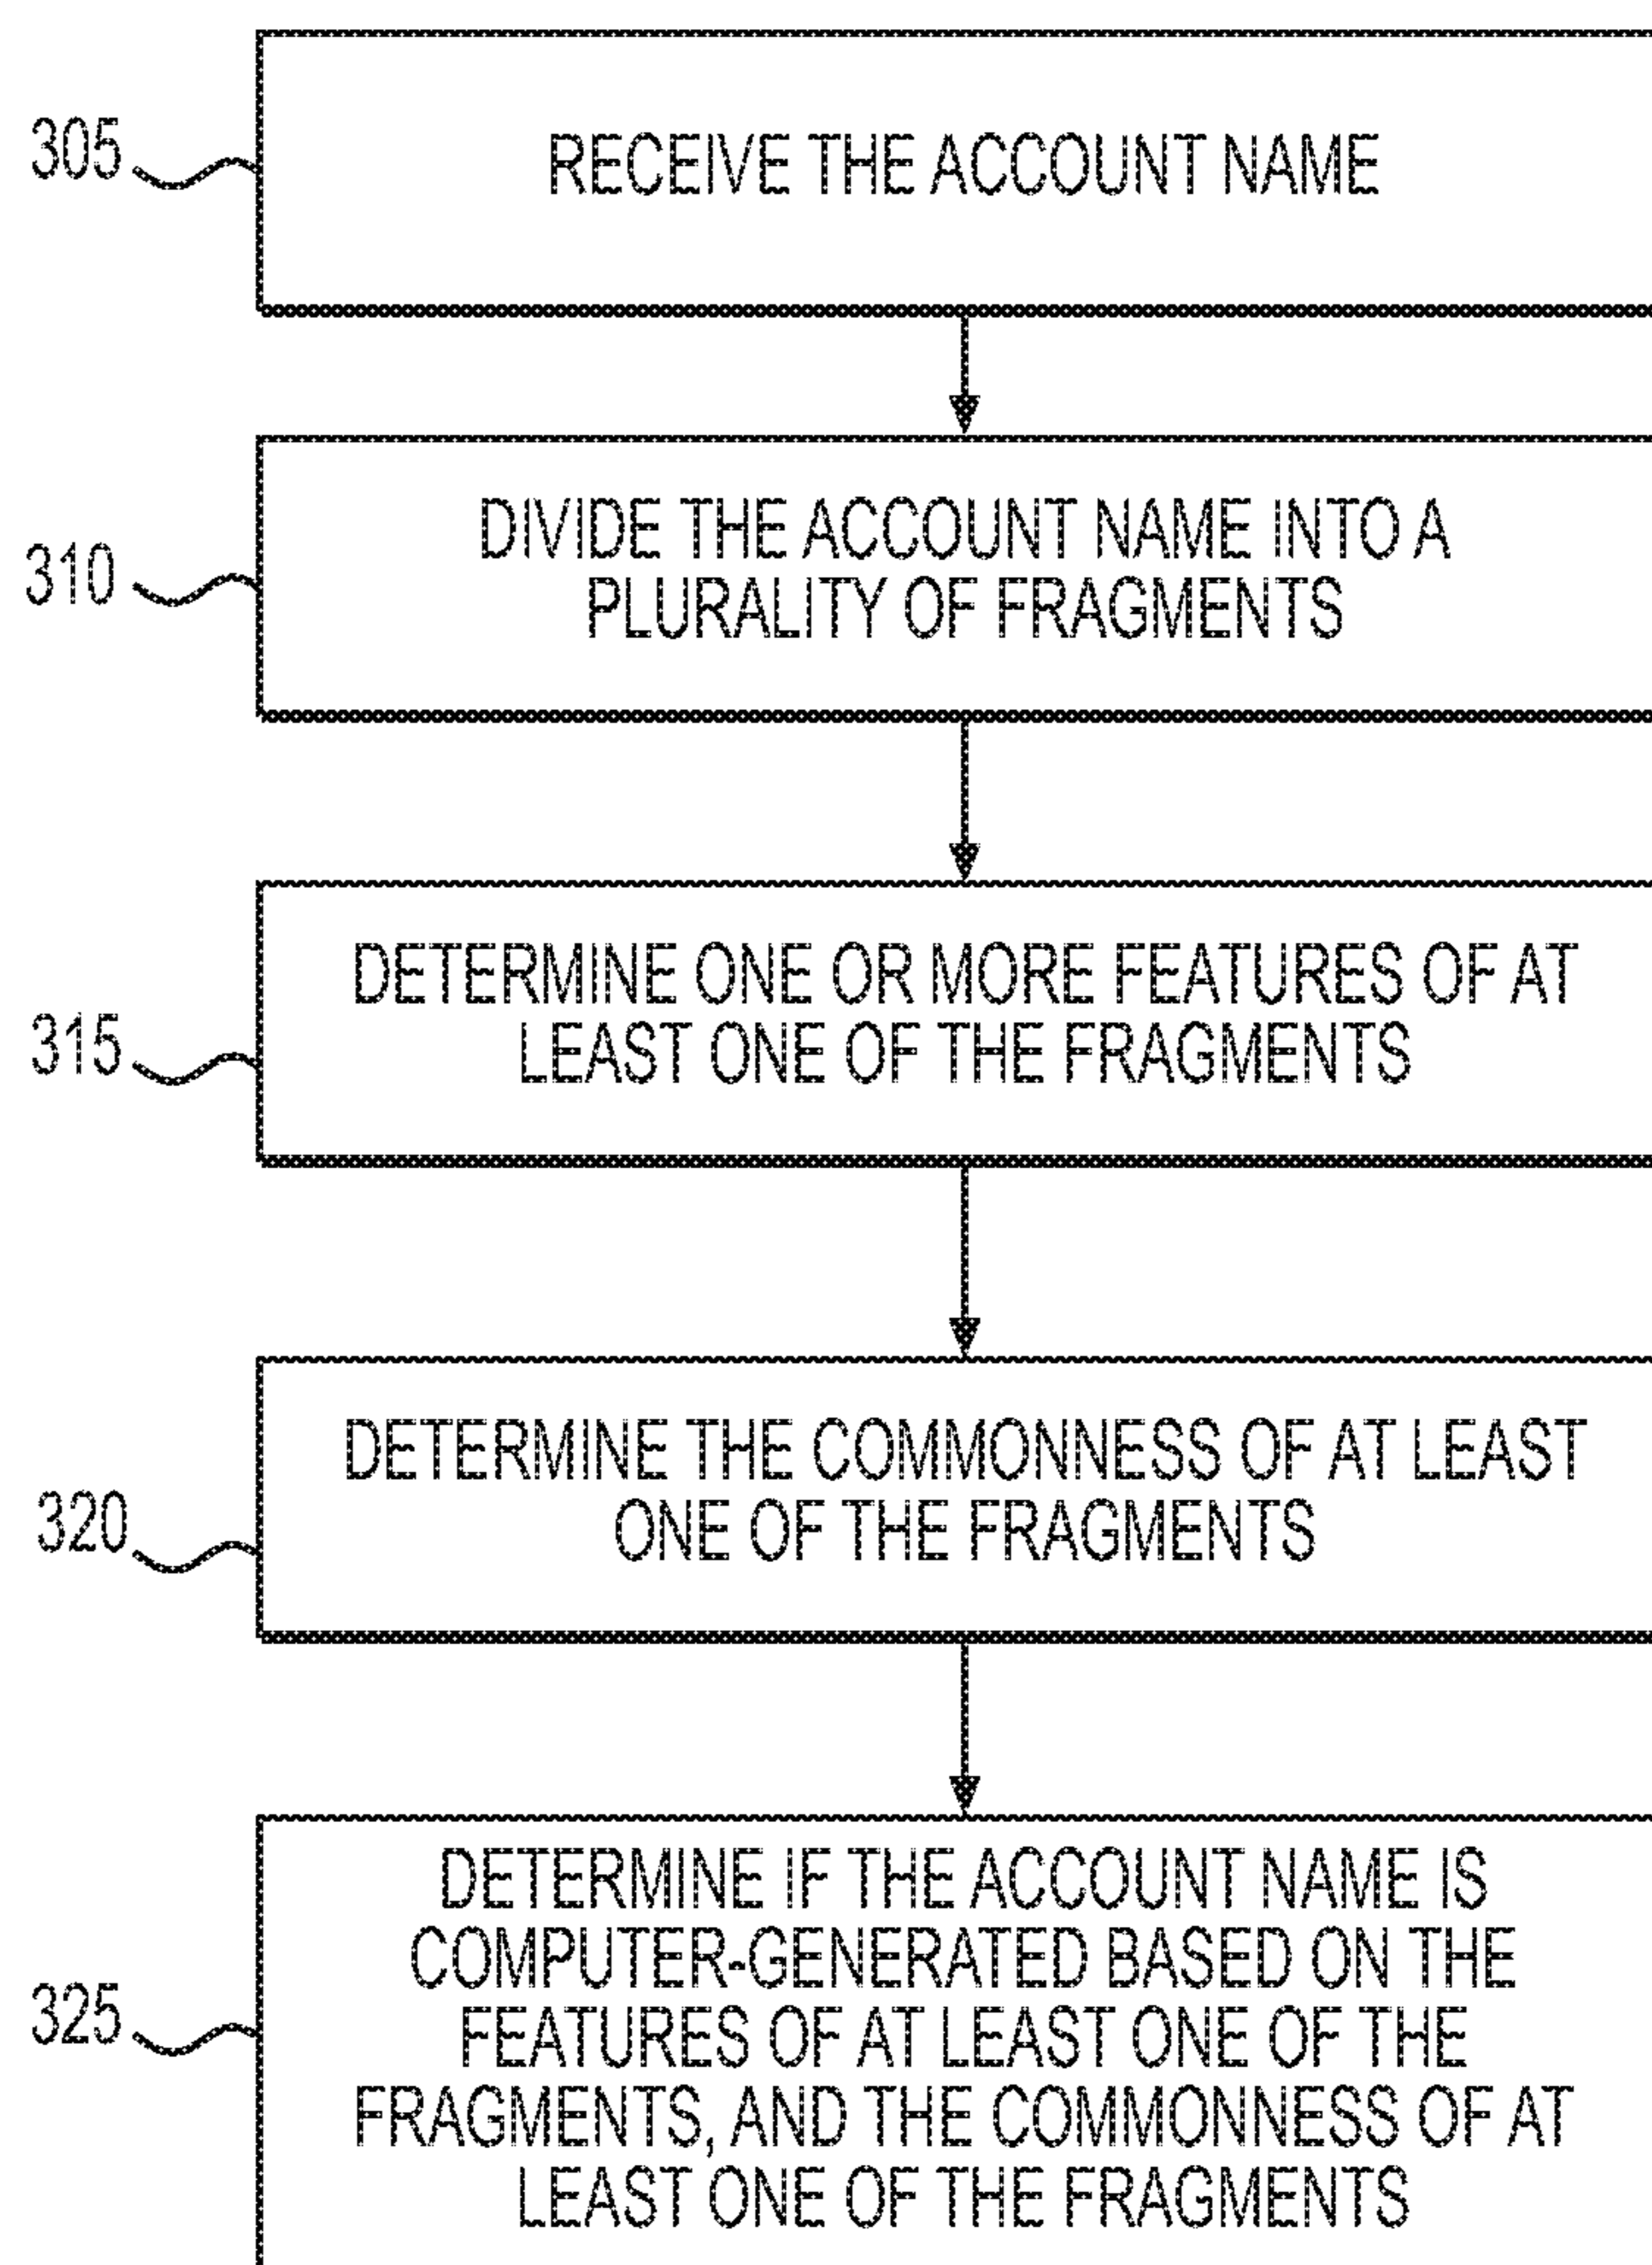 305
RECEIVE THE ACCOUNT NAME
310
DIVIDE THE ACCOUNT NAME INTO A
PLURALITY OF FRAGMENTS
315
DETERMINE ONE OR MORE FEATURES OF AT
LEAST ONE OF THE FRAGMENTS
320
DETERMINE THE COMMONNESS OF AT LEAST
ONE OF THE FRAGMENTS
325
DETERMINE IF THE ACCOUNT NAME IS
COMPUTER-GENERATED BASED ON THE
FEATURES OF AT LEAST ONE OF THE
FRAGMENTS, AND THE COMMONNESS OF AT
LEAST ONE OF THE FRAGMENTS